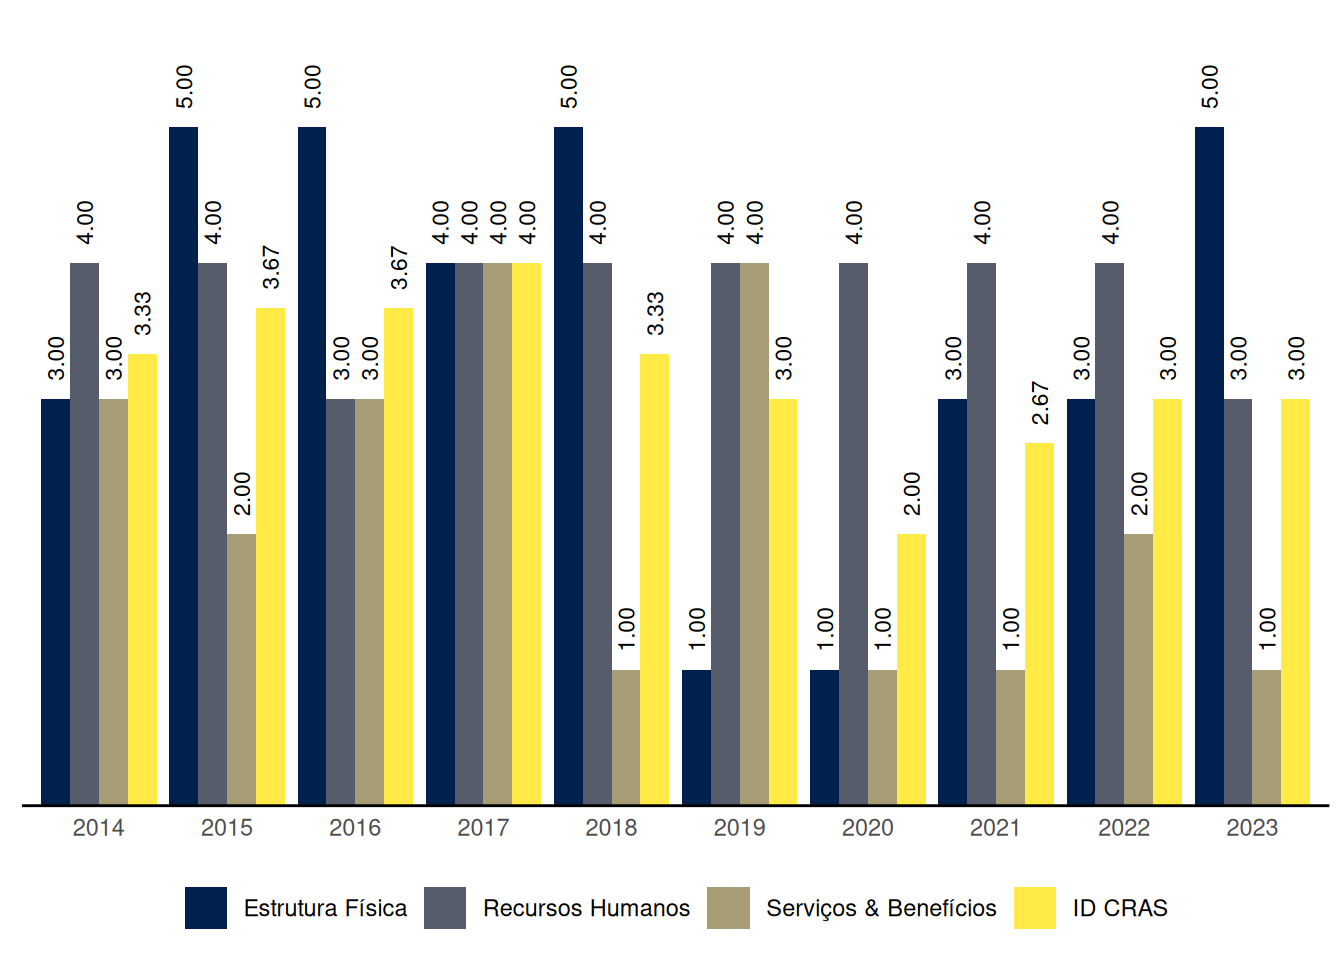 5.00 5.00 5.00 5.00
4.00 4.00 4.00 4.00 4.00 4.00 4.00 4.00 4.00 4.00 4.00 4.00
3.67 3.67
3.33 3.33
3.00 3.00 3.00 3.00 3.00 3.00 3.00 3.00 3.00 3.00
2.67
2.00 2.00 2.00
1.00 1.00 1.00 1.00 1.00 1.00
2014 2015 2016 2017 2018 2019 2020 2021 2022 2023
Estrutura Física Recursos Humanos Serviços & Benefícios ID CRAS